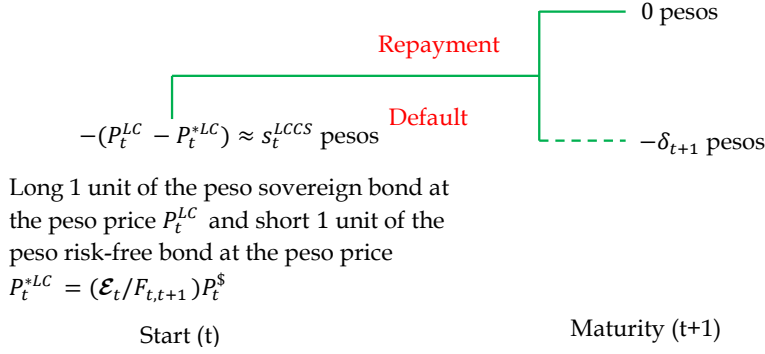 0 pesos
Repayment
Default
−(P_t^{LC} − P_t^{*LC}) ≈ s_t^{LCCS} pesos
−δ_{t+1} pesos
Long 1 unit of the peso sovereign bond at
the peso price P_t^{LC} and short 1 unit of the
peso risk-free bond at the peso price
P_t^{*LC} = (ℰ_t/F_{t,t+1})P_t^$
Start (t)
Maturity (t+1)